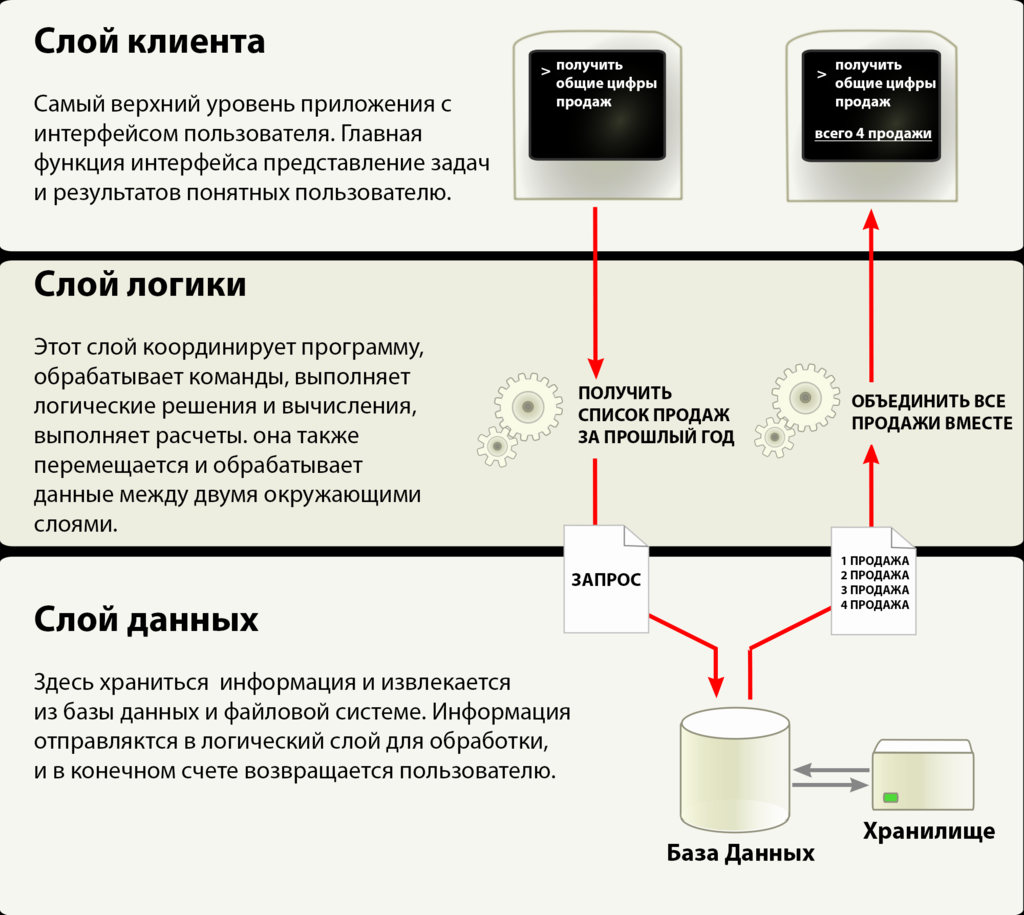 Слой клиента
Самый верхний уровень приложения с
интерфейсом пользователя. Главная
функция интерфейса представление задач
и результатов понятных пользователю.
> получить
общие цифры
продаж
> получить
общие цифры
продаж
всего 4 продажи
Слой логики
Этот слой координирует программу,
обрабатывает команды, выполняет
логические решения и вычисления,
выполняет расчеты. она также
перемещается и обрабатывает
данные между двумя окружающими
слоями.
ПОЛУЧИТЬ
СПИСОК ПРОДАЖ
ЗА ПРОШЛЫЙ ГОД
ОБЪЕДИНИТЬ ВСЕ
ПРОДАЖИ ВМЕСТЕ
ЗАПРОС
1 ПРОДАЖА
2 ПРОДАЖА
3 ПРОДАЖА
4 ПРОДАЖА
Слой данных
Здесь храниться информация и извлекается
из базы данных и файловой системе. Информация
отправляктся в логический слой для обработки,
и в конечном счете возвращается пользователю.
База Данных
Хранилище